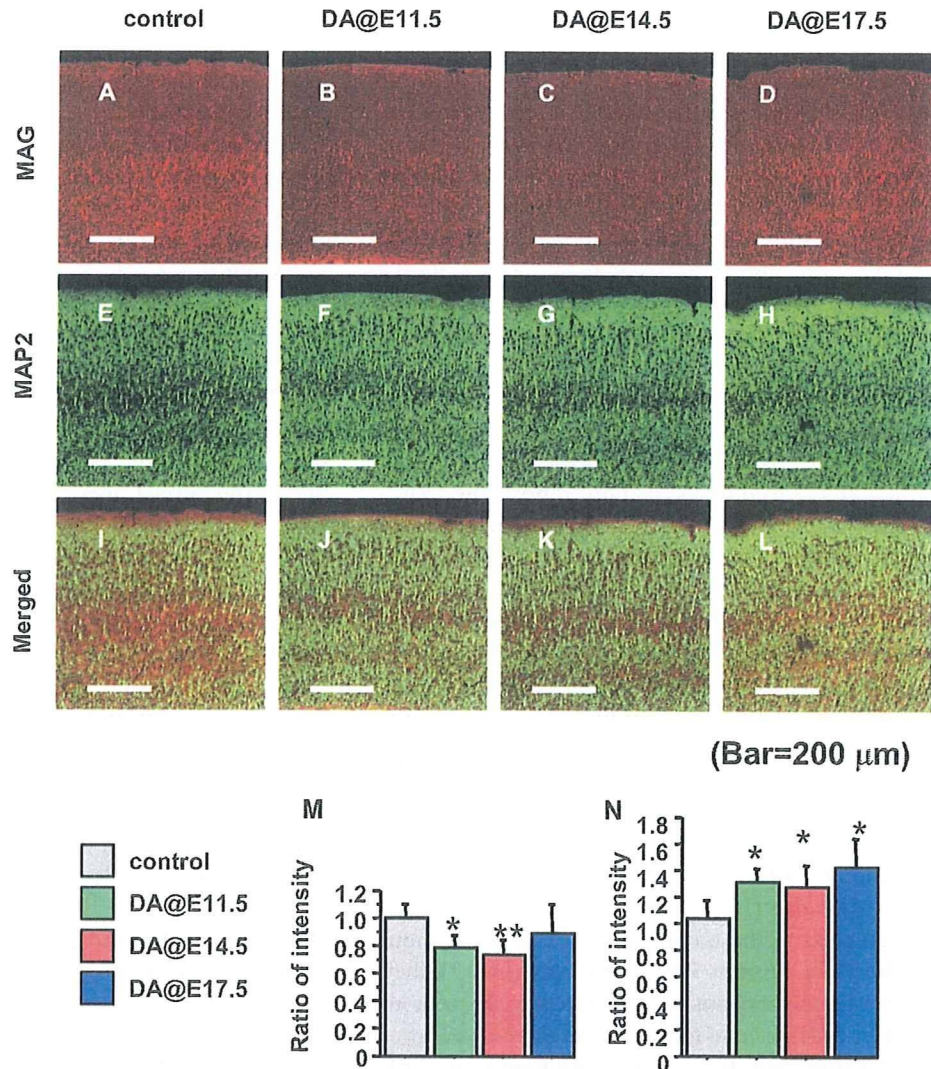 control DA@E11.5 DA@E14.5 DA@E17.5
MAG
A B C D
MAP2
E F G H
Merged
I J K L
(Bar=200 μm)
control
DA@E11.5
DA@E14.5
DA@E17.5
M
Ratio of intensity
1.2
1.0
0.8
0.6
0.4
0.2
0
* **
N
Ratio of intensity
1.8
1.6
1.4
1.2
1.0
0.8
0.6
0.4
0.2
0
* * *